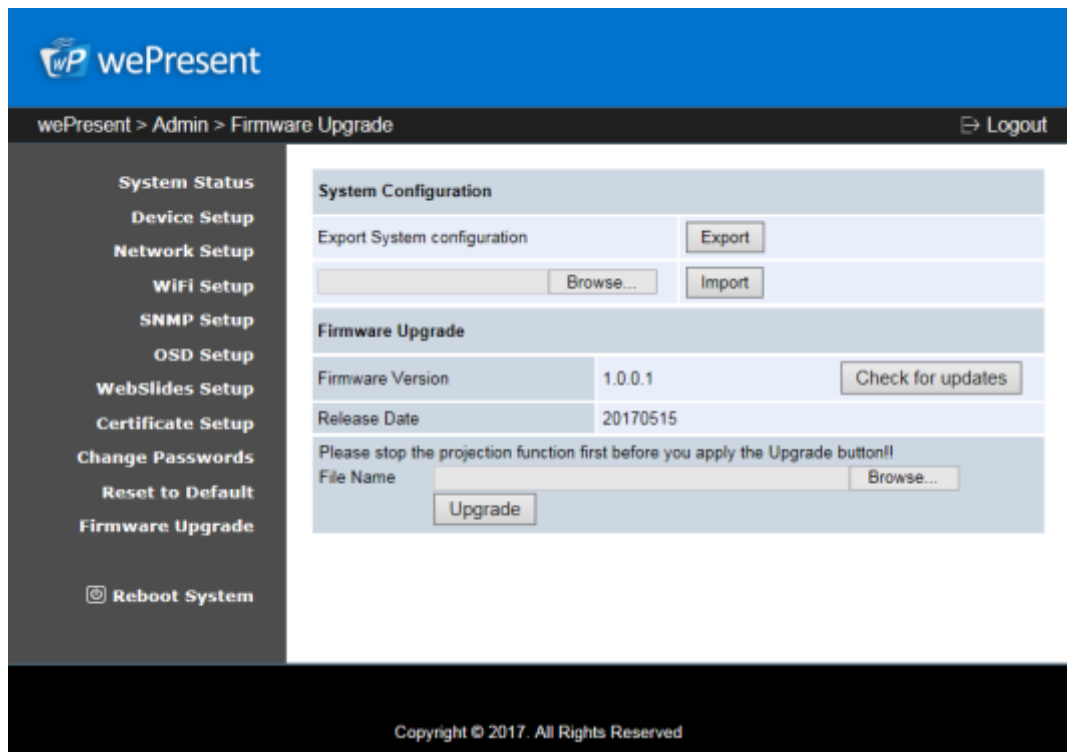 wP wePresent
wePresent > Admin > Firmware Upgrade
Logout
System Status
Device Setup
Network Setup
WiFi Setup
SNMP Setup
OSD Setup
WebSlides Setup
Certificate Setup
Change Passwords
Reset to Default
Firmware Upgrade
Reboot System
System Configuration
Export System configuration Export
Browse... Import
Firmware Upgrade
Firmware Version 1.0.0.1 Check for updates
Release Date 20170515
Please stop the projection function first before you apply the Upgrade button!!
File Name Browse...
Upgrade
Copyright © 2017. All Rights Reserved